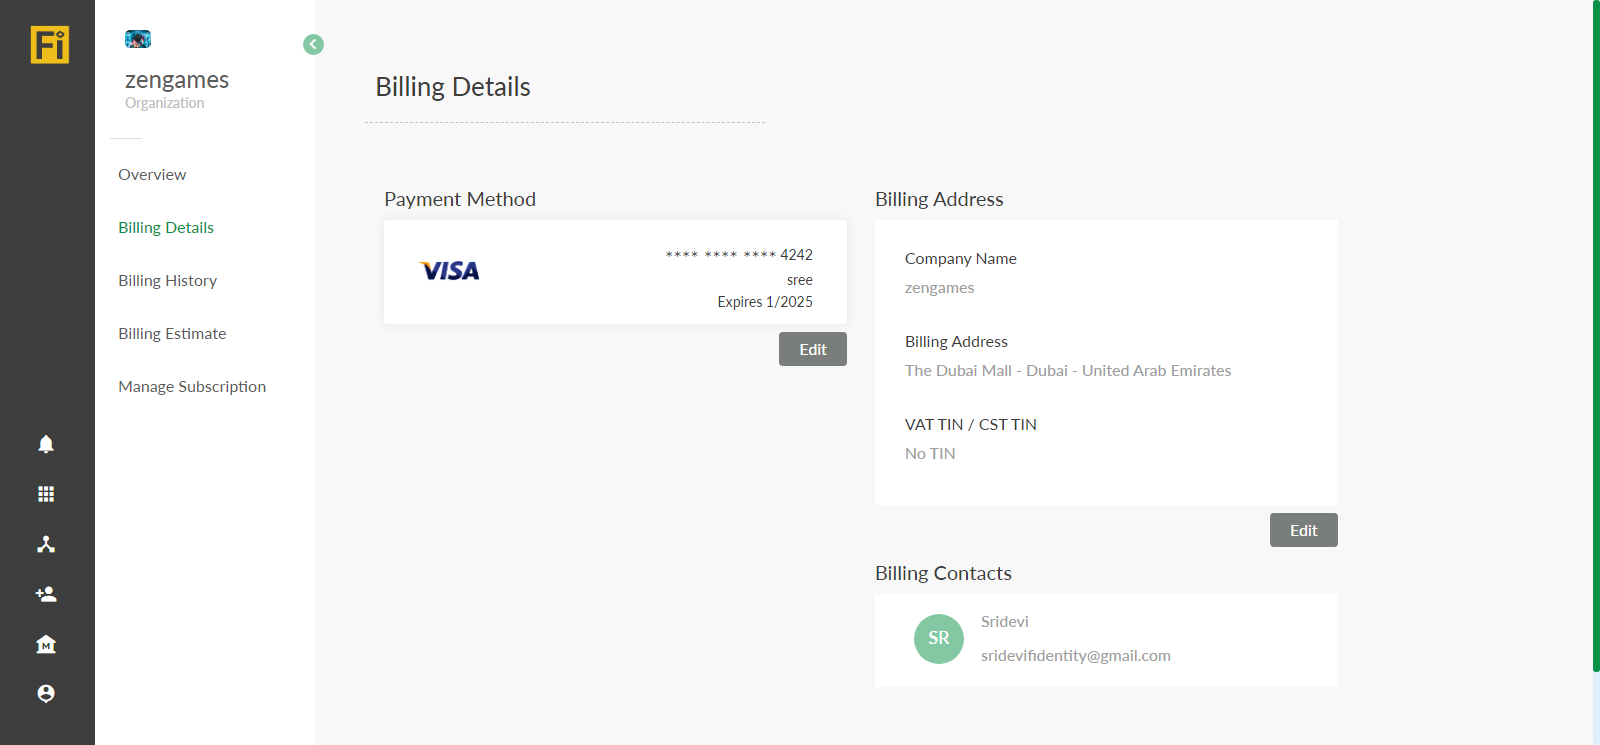 Fi
zengames
Organization
Overview
Billing Details
Billing History
Billing Estimate
Manage Subscription
M
Billing Details
Payment Method
VISA
**** **** **** 4242
sree
Expires 1/2025
Edit
Billing Address
Company Name
zengames
Billing Address
The Dubai Mall - Dubai - United Arab Emirates
VAT TIN / CST TIN
No TIN
Edit
Billing Contacts
SR
Sridevi
sridevifidentity@gmail.com